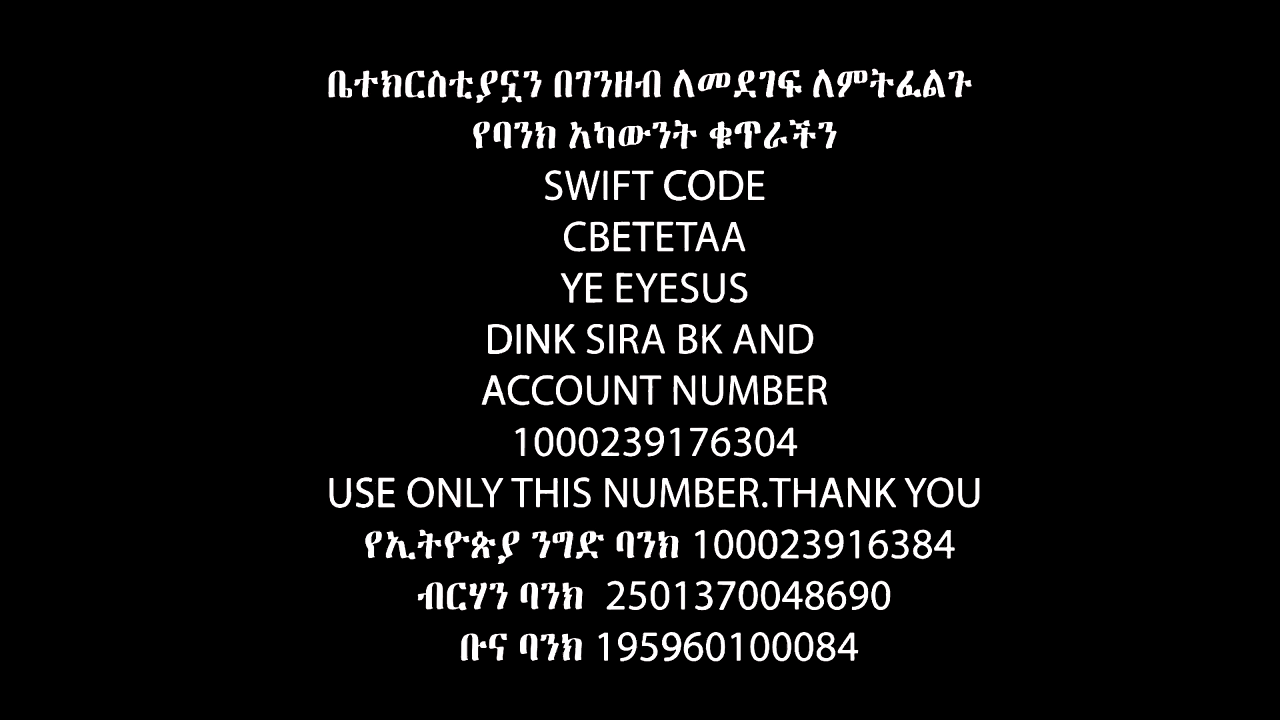 ቤተክርስቲያኗን በገንዘብ ለመደገፍ ለምትፈልጉ
የባንክ አካውንት ቁጥራችን
SWIFT CODE
CBETETAA
YE EYESUS
DINK SIRA BK AND
ACCOUNT NUMBER
1000239176304
USE ONLY THIS NUMBER.THANK YOU
የኢትዮጵያ ንግድ ባንክ 100023916384
ብርሃን ባንክ 2501370048690
ቡና ባንክ 195960100084